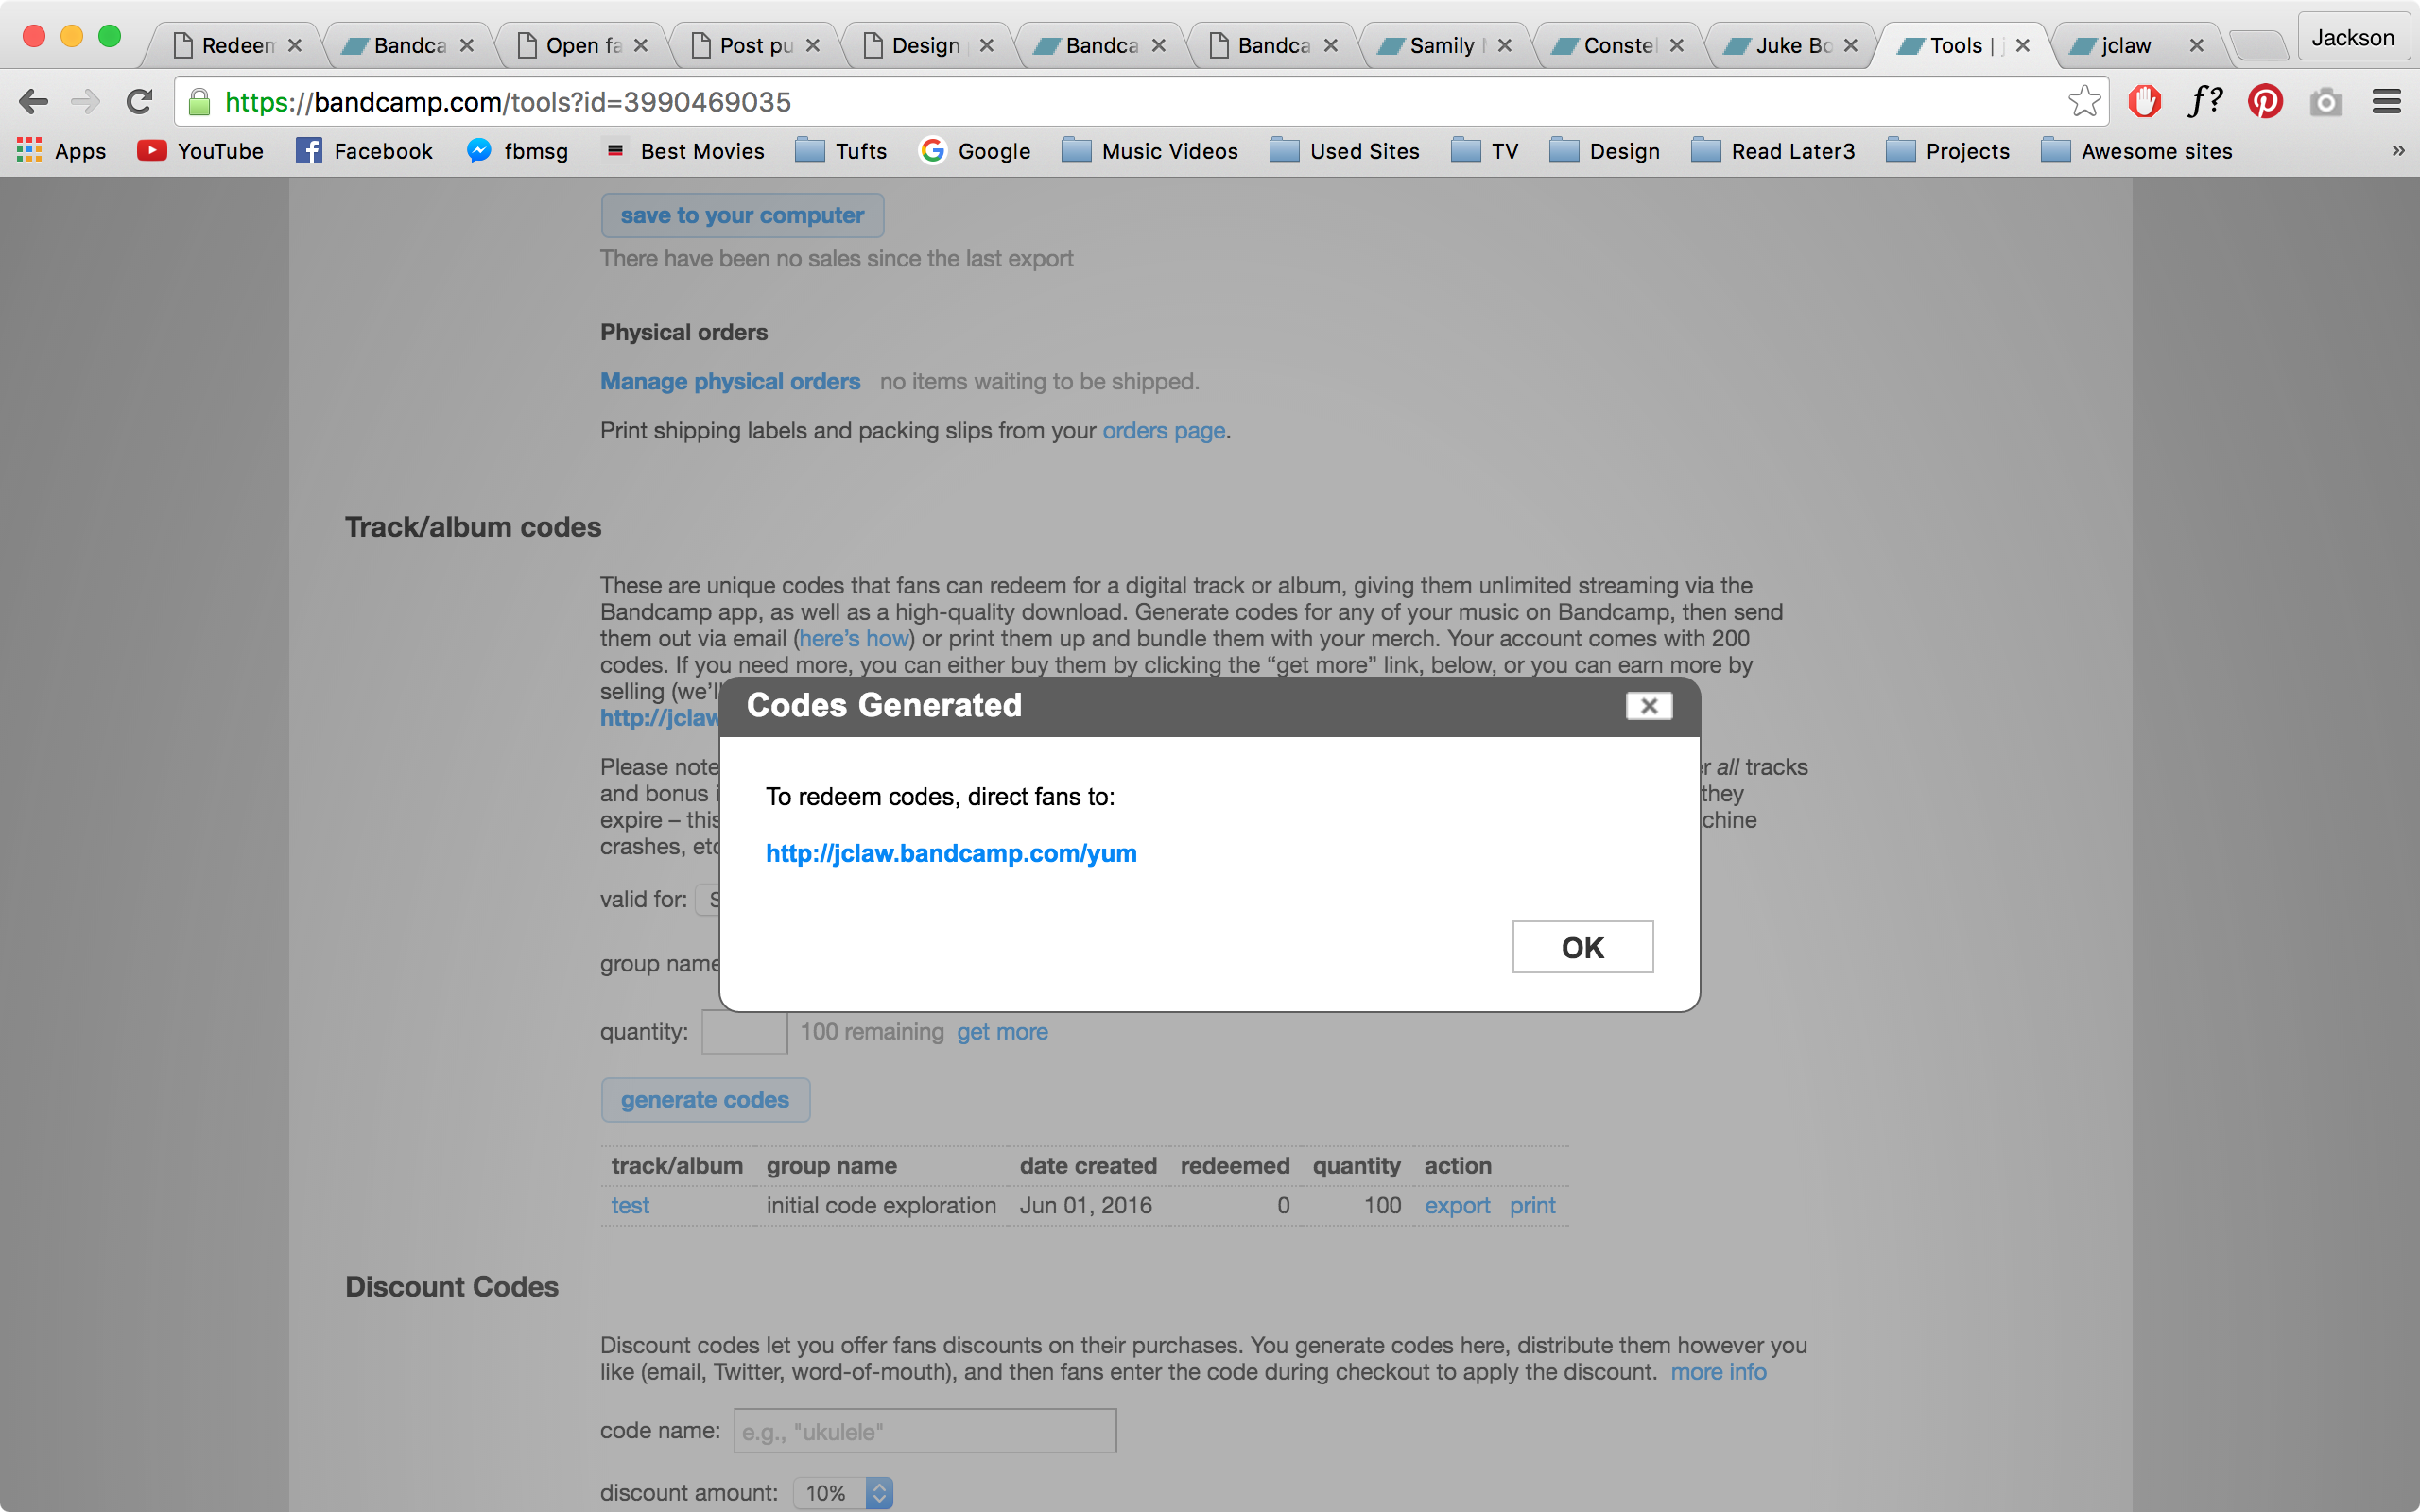 Redeem
Bandca
Open fa
Post pu
Design
Bandca
Bandca
Samily
Constel
Juke Bo
Tools |
jclaw
Jackson
https://bandcamp.com/tools?id=3990469035
f?
Apps
YouTube
Facebook
fbmsg
Best Movies
Tufts
Google
Music Videos
Used Sites
TV
Design
Read Later3
Projects
Awesome sites
»
save to your computer
There have been no sales since the last export
Physical orders
Manage physical orders no items waiting to be shipped.
Print shipping labels and packing slips from your orders page.
Track/album codes
These are unique codes that fans can redeem for a digital track or album, giving them unlimited streaming via the
Bandcamp app, as well as a high-quality download. Generate codes for any of your music on Bandcamp, then send
them out via email (here's how) or print them up and bundle them with your merch. Your account comes with 200
codes. If you need more, you can either buy them by clicking the “get more” link, below, or you can earn more by
selling (we'll
http://jclaw
Please note all tracks
and bonus they
expire – this chine
crashes, etc
Codes Generated
To redeem codes, direct fans to:
http://jclaw.bandcamp.com/yum
OK
valid for:
group name
quantity: 100 remaining get more
generate codes
track/album group name date created redeemed quantity action
test initial code exploration Jun 01, 2016 0 100 export print
Discount Codes
Discount codes let you offer fans discounts on their purchases. You generate codes here, distribute them however you
like (email, Twitter, word-of-mouth), and then fans enter the code during checkout to apply the discount. more info
code name: e.g., "ukulele"
discount amount: 10%